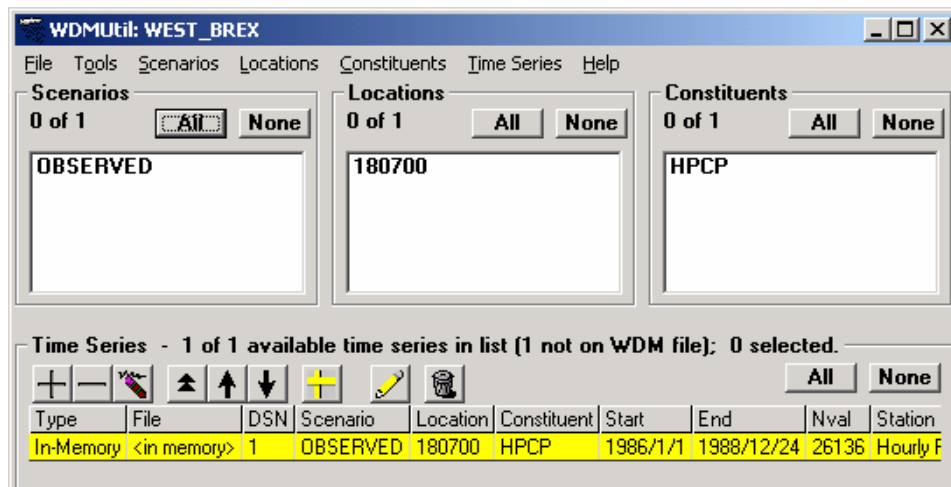 WDMUtil: WEST_BREX
File Tools Scenarios Locations Constituents Time Series Help
Scenarios Locations Constituents
0 of 1 All None 0 of 1 All None 0 of 1 All None
OBSERVED 180700 HPCP
Time Series - 1 of 1 available time series in list (1 not on WDM file); 0 selected.
All None
Type File DSN Scenario Location Constituent Start End Nval Station
In-Memory <in memory> 1 OBSERVED 180700 HPCP 1986/1/1 1988/12/24 26136 Hourly